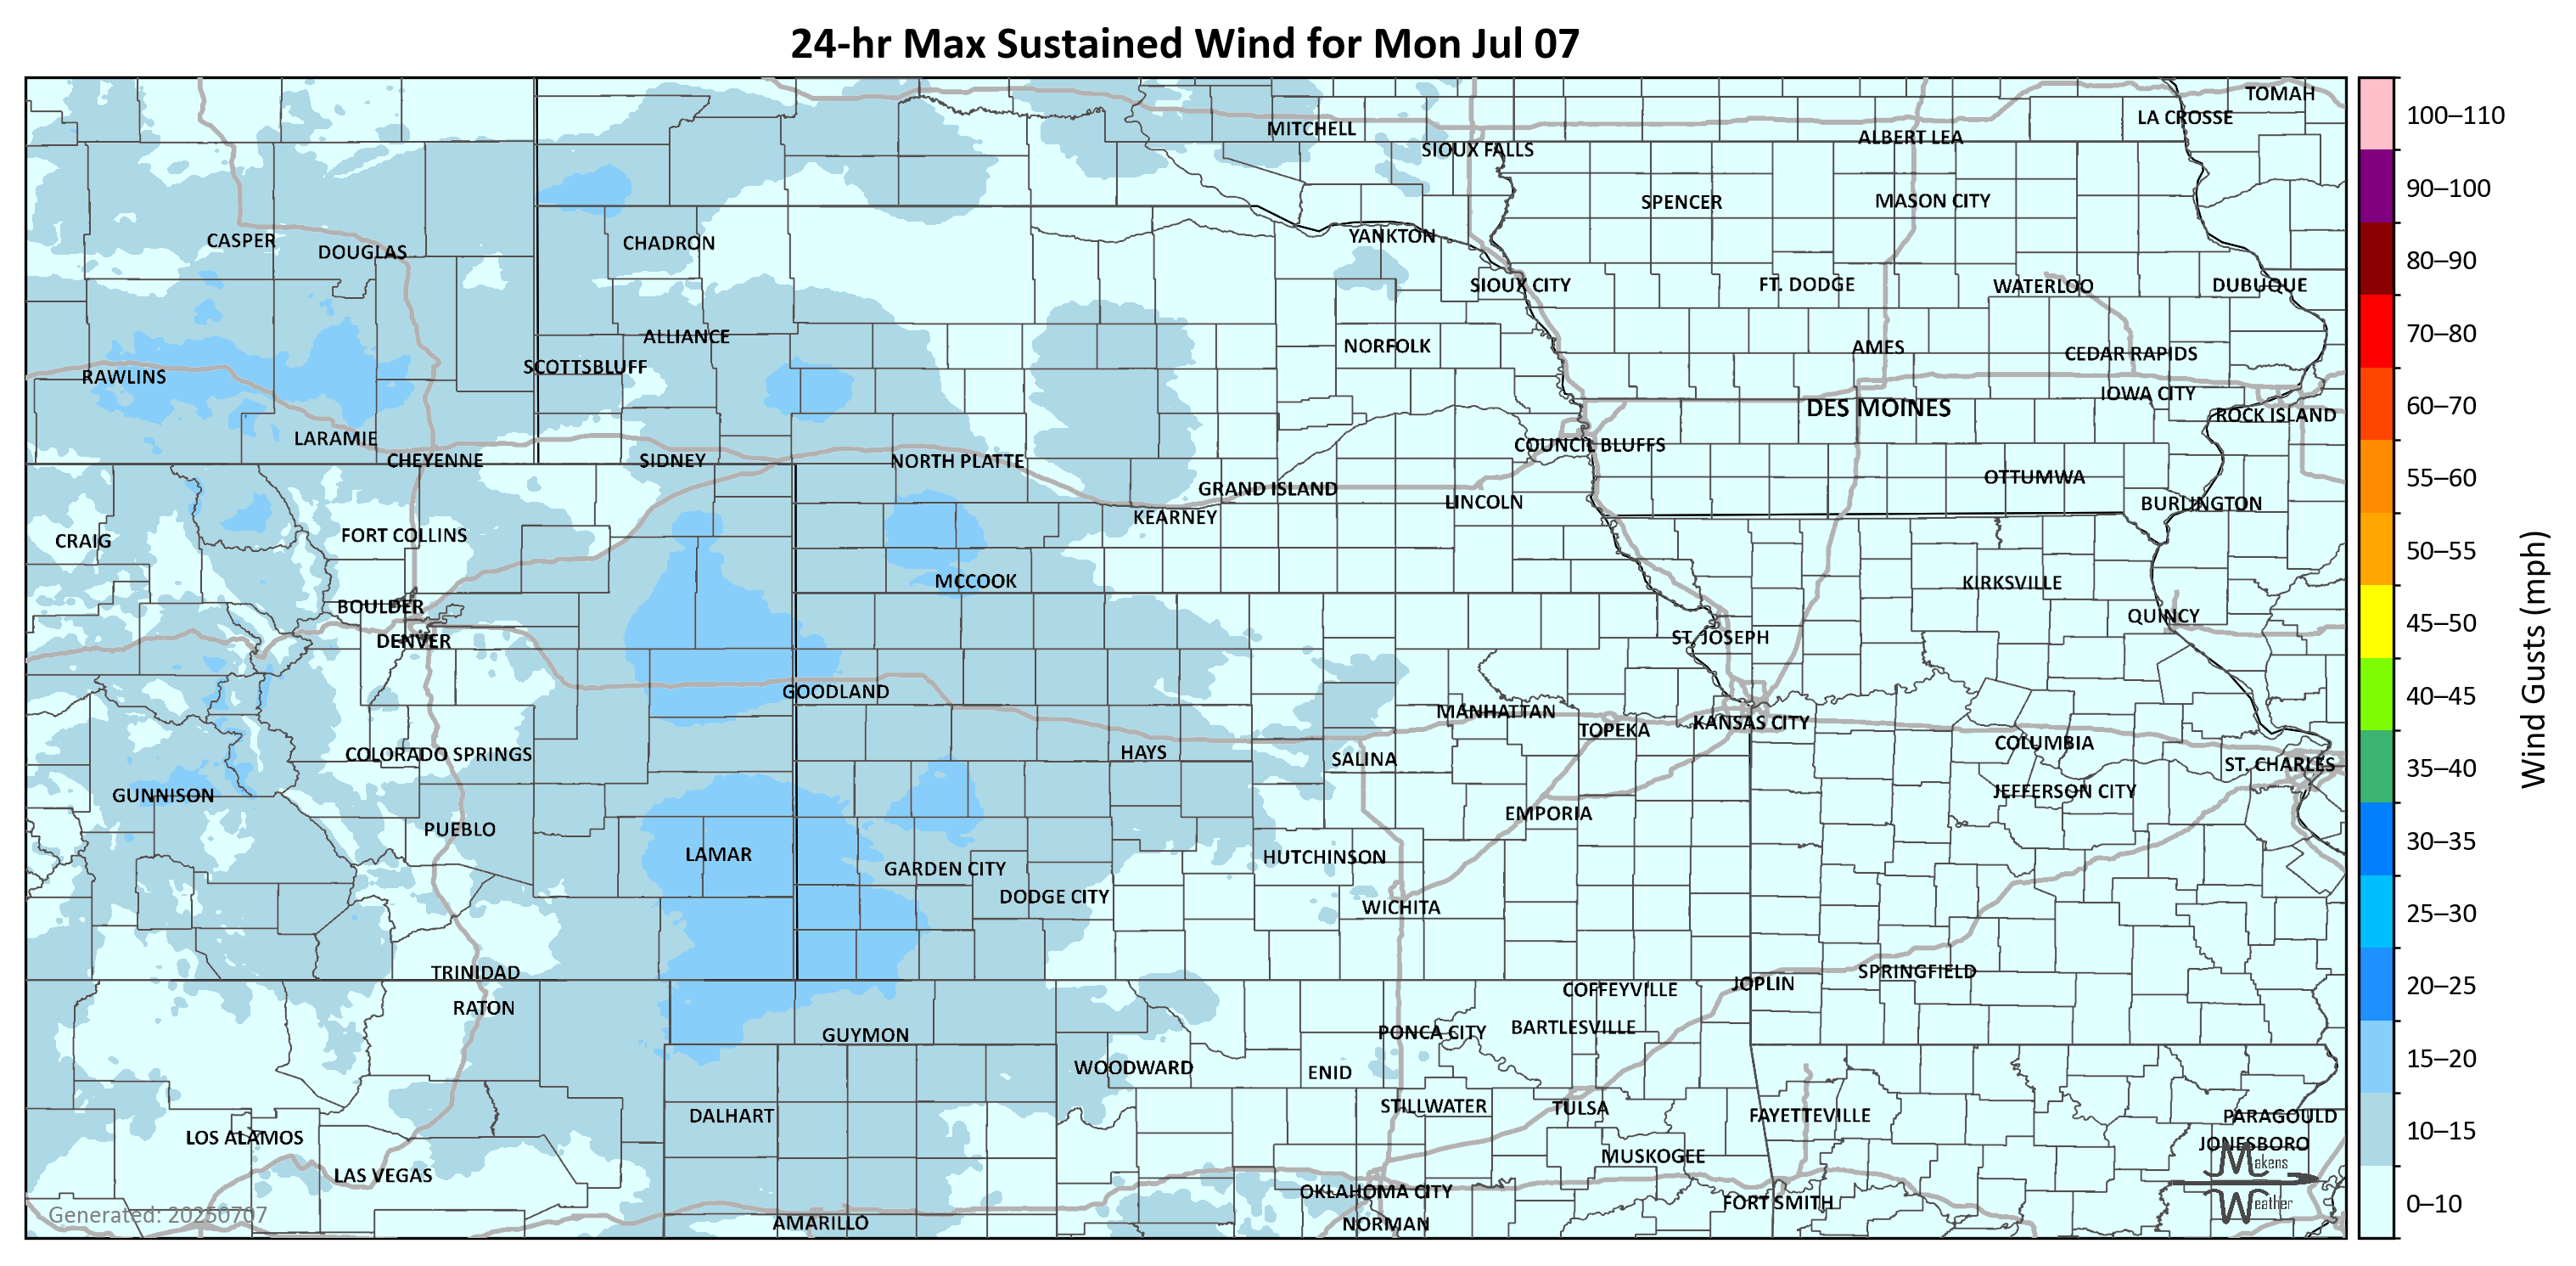 24-hr Max Sustained Wind for Mon Jul 07
TOMAH
LA CROSSE
MITCHELL
ALBERT LEA
SIOUX FALLS
SPENCER
MASON CITY
CASPER
DOUGLAS
CHADRON
YANKTON
SIOUX CITY
FT. DODGE
WATERLOO
DUBUQUE
ALLIANCE
NORFOLK
AMES
CEDAR RAPIDS
SCOTTSBLUFF
RAWLINS
IOWA CITY
DES MOINES
ROCK ISLAND
LARAMIE
COUNCIL BLUFFS
CHEYENNE
SIDNEY
NORTH PLATTE
OTTUMWA
GRAND ISLAND
LINCOLN
BURLINGTON
KEARNEY
FORT COLLINS
CRAIG
MCCOOK
KIRKSVILLE
BOULDER
QUINCY
DENVER
ST. JOSEPH
GOODLAND
MANHATTAN
TOPEKA
KANSAS CITY
COLUMBIA
COLORADO SPRINGS
HAYS
SALINA
ST. CHARLES
GUNNISON
JEFFERSON CITY
EMPORIA
PUEBLO
LAMAR
HUTCHINSON
GARDEN CITY
DODGE CITY
WICHITA
TRINIDAD
SPRINGFIELD
JOPLIN
COFFEYVILLE
RATON
BARTLESVILLE
PONCA CITY
GUYMON
WOODWARD
ENID
STILLWATER
TULSA
DALHART
FAYETTEVILLE
PARAGOULD
LOS ALAMOS
JONESBORO
MUSKOGEE
LAS VEGAS
OKLAHOMA CITY
FORT SMITH
AMARILLO
NORMAN
Generated: 20250707
Makens
Weather
100–110
90–100
80–90
70–80
60–70
55–60
50–55
45–50
40–45
35–40
30–35
25–30
20–25
15–20
10–15
0–10
Wind Gusts (mph)